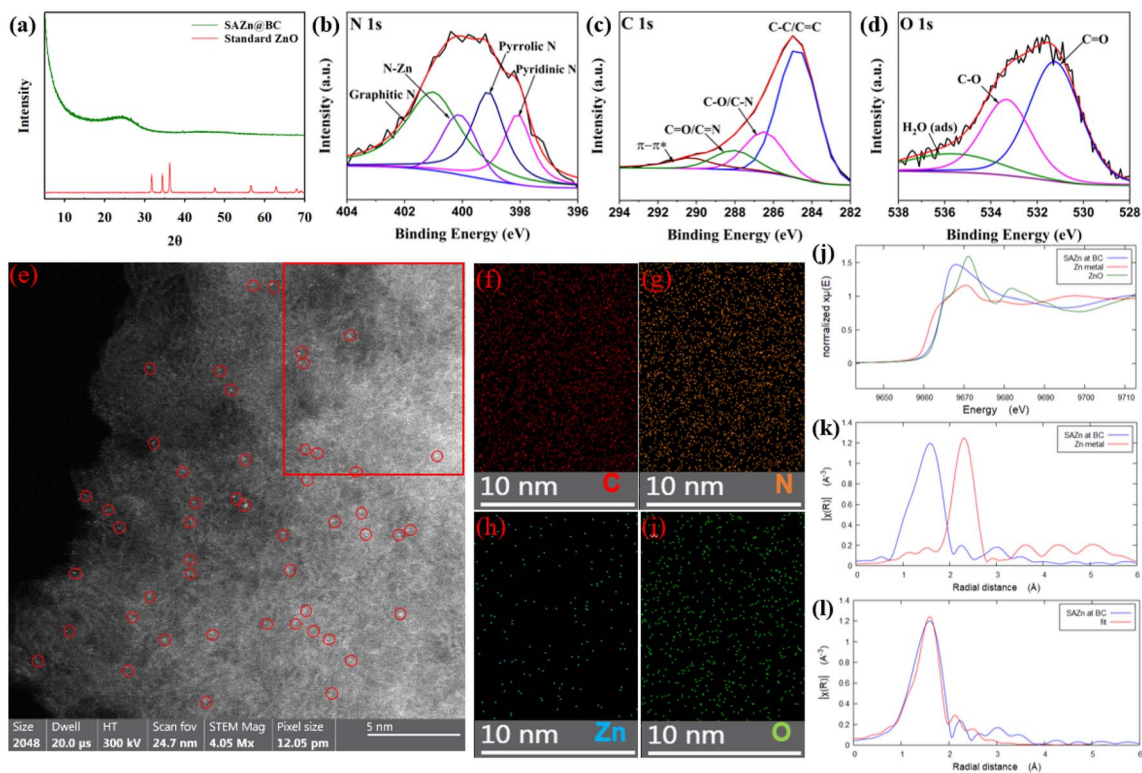 (a)
SAZn@BC
Standard ZnO
Intensity
10 20 30 40 50 60 70
2θ
(b)
N 1s
Intensity (a.u.)
Pyrrolic N
N-Zn
Pyridinic N
Graphitic N
404 402 400 398 396
Binding Energy (eV)
(c)
C 1s
Intensity (a.u.)
C-C/C=C
C-O/C-N
C=O/C=N
π-π*
294 292 290 288 286 284 282
Binding Energy (eV)
(d)
O 1s
Intensity (a.u.)
C=O
C-O
H2O (ads)
538 535 533 530 528
Binding Energy (eV)
(e)
Size Dwell HT Scan fov STEM Mag Pixel size
2048 20.0 µs 300 kV 24.7 nm 4.05 Mx 12.05 pm
5 nm
(f)
10 nm C
(g)
10 nm N
(h)
10 nm Zn
(i)
10 nm O
(j)
SAZn at BC
Zn metal
ZnO
normalized xμ(E)
1.5
1.0
0.5
0
9650 9660 9670 9680 9690 9700 9710
Energy (eV)
(k)
SAZn at BC
Zn metal
|χ(R)| (Å-3)
1.4
1.2
1
0.8
0.6
0.4
0.2
0
0 1 2 3 4 5 6
Radial distance (Å)
(l)
SAZn at BC
fit
|χ(R)| (Å-3)
1.4
1.2
1
0.8
0.6
0.4
0.2
0
0 1 2 3 4 5 6
Radial distance (Å)